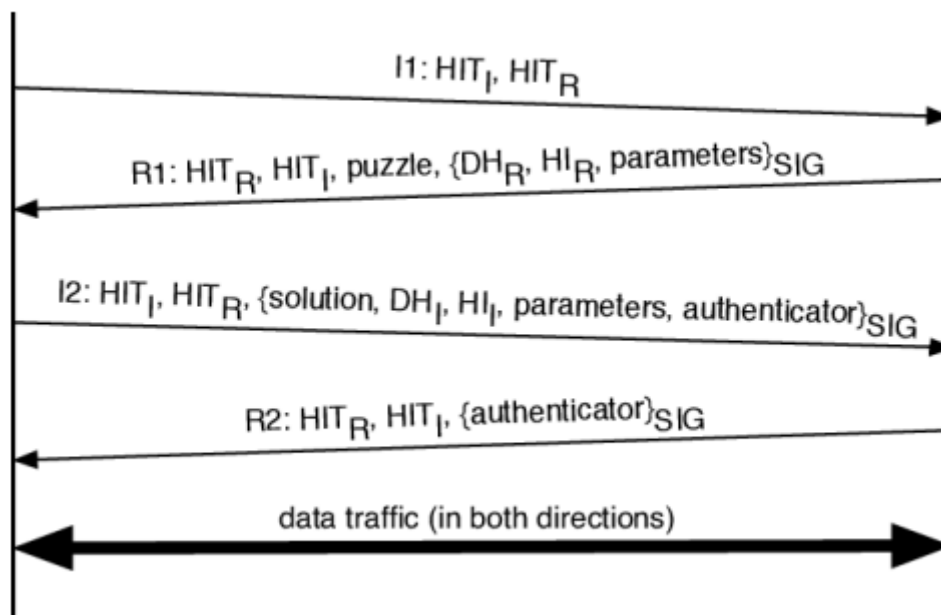 I1: HIT_I, HIT_R
R1: HIT_R, HIT_I, puzzle, {DH_R, HI_R, parameters}_SIG
I2: HIT_I, HIT_R, {solution, DH_I, HI_I, parameters, authenticator}_SIG
R2: HIT_R, HIT_I, {authenticator}_SIG
data traffic (in both directions)